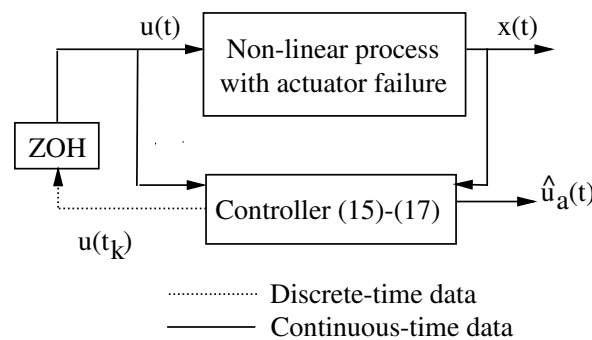 u(t)
Non-linear process
with actuator failure
x(t)
ZOH
Controller (15)-(17)
û_a(t)
u(t_k)
Discrete-time data
Continuous-time data